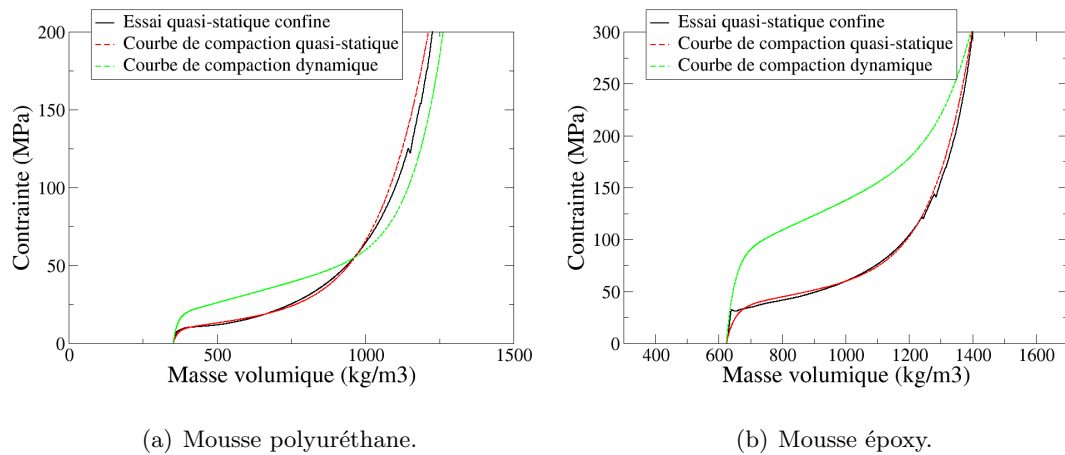 Essai quasi-statique confine
Courbe de compaction quasi-statique
Courbe de compaction dynamique
200
150
100
50
0
Contrainte (MPa)
0 500 1000 1500
Masse volumique (kg/m3)
(a) Mousse polyuréthane.
Essai quasi-statique confine
Courbe de compaction quasi-statique
Courbe de compaction dynamique
300
250
200
150
100
50
0
Contrainte (MPa)
400 600 800 1000 1200 1400 1600
Masse volumique (kg/m3)
(b) Mousse époxy.